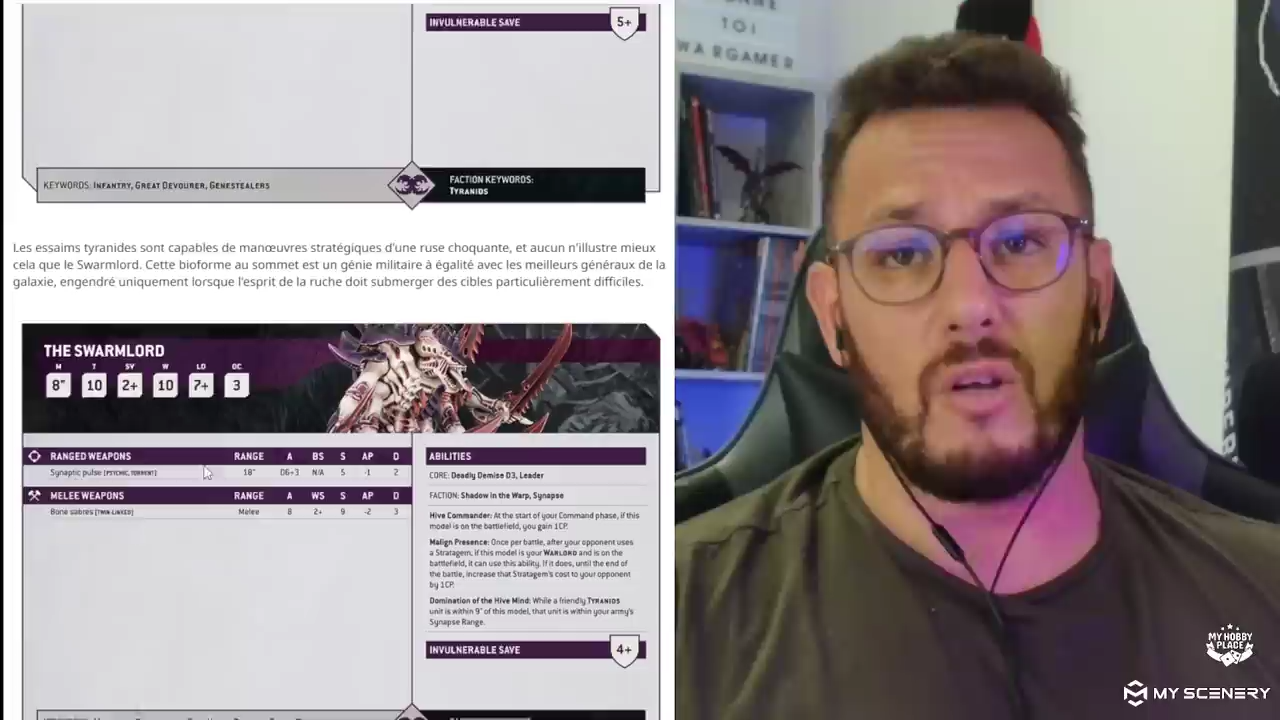 INVULNERABLE SAVE 5+
KEYWORDS: INFANTRY, GREAT DEVOURER, GENESTEALERS
FACTION KEYWORDS:
TYRANIDS
Les essaims tyranides sont capables de manœuvres stratégiques d'une ruse choquante, et aucun n'illustre mieux
cela que le Swarmlord. Cette bioforme au sommet est un génie militaire à égalité avec les meilleurs généraux de la
galaxie, engendré uniquement lorsque l'esprit de la ruche doit submerger des cibles particulièrement difficiles.
THE SWARMLORD
M T SV W LD OC
8" 10 2+ 10 7+ 3
RANGED WEAPONS RANGE A BS S AP D
Synaptic pulse [PSYCHIC, TORRENT] 18" D6+3 N/A 5 -1 2
MELEE WEAPONS RANGE A WS S AP D
Bone sabres [TWIN-LINKED] Melee 8 2+ 9 -2 3
ABILITIES
CORE: Deadly Demise D3, Leader
FACTION: Shadow in the Warp, Synapse
Hive Commander: At the start of your Command phase, if this
model is on the battlefield, you gain 1CP.
Malign Presence: Once per battle, after your opponent uses
a Stratagem, if this model is your WARLORD and is on the
battlefield, it can use this ability. If it does, until the end of
the battle, increase that Stratagem's cost to your opponent
by 1CP.
Domination of the Hive Mind: While a friendly TYRANIDS
unit is within 9" of this model, that unit is within your army's
Synapse Range.
INVULNERABLE SAVE 4+
TOI
WARGAMER
MY HOBBY
PLACE
MY SCENERY